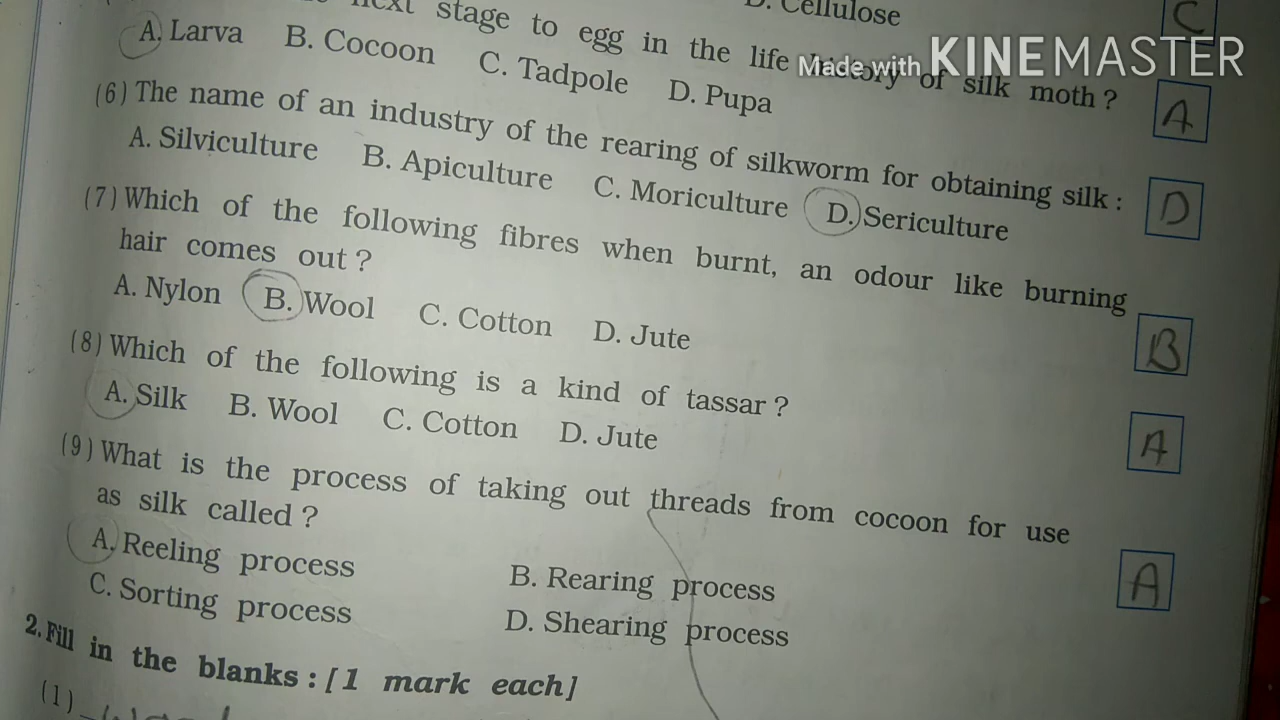 D. Cellulose
C
next stage to egg in the life history of silk moth ?
A. Larva B. Cocoon C. Tadpole D. Pupa
A
Made with KINEMASTER
(6) The name of an industry of the rearing of silkworm for obtaining silk :
A. Silviculture B. Apiculture C. Moriculture D. Sericulture
D
(7) Which of the following fibres when burnt, an odour like burning
hair comes out ?
A. Nylon B. Wool C. Cotton D. Jute
B
(8) Which of the following is a kind of tassar ?
A. Silk B. Wool C. Cotton D. Jute
A
(9) What is the process of taking out threads from cocoon for use
as silk called ?
A. Reeling process B. Rearing process
C. Sorting process D. Shearing process
A
2. Fill in the blanks : [1 mark each]
(1)